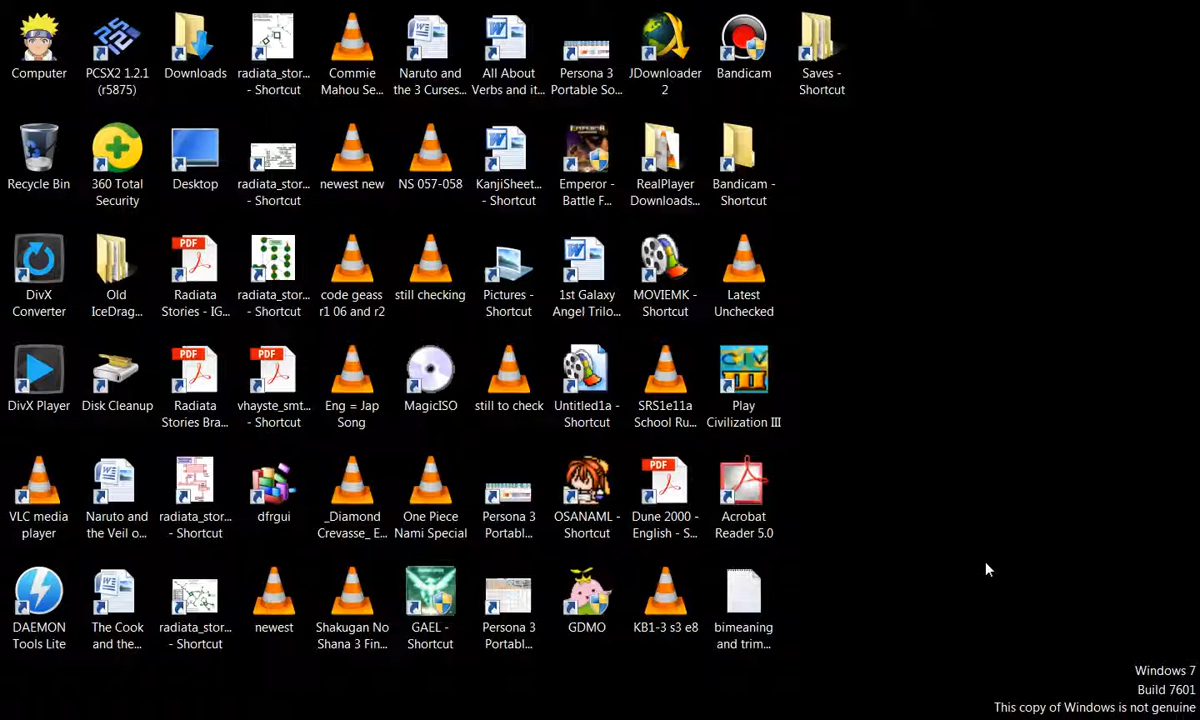 Computer
PCSX2 1.2.1
(r5875)
Downloads
radiata_stor...
- Shortcut
Commie
Mahou Se...
Naruto and
the 3 Curses...
All About
Verbs and it...
Persona 3
Portable So...
JDownloader
2
Bandicam
Saves -
Shortcut
Recycle Bin
360 Total
Security
Desktop
radiata_stor...
- Shortcut
newest new
NS 057-058
KanjiSheet...
- Shortcut
Emperor -
Battle F...
RealPlayer
Downloads...
Bandicam -
Shortcut
DivX
Converter
Old
IceDrag...
PDF
Radiata
Stories - IG...
radiata_stor...
- Shortcut
code geass
r1 06 and r2
still checking
Pictures -
Shortcut
1st Galaxy
Angel Trilo...
MOVIEMK -
Shortcut
Latest
Unchecked
DivX Player
Disk Cleanup
PDF
Radiata
Stories Bra...
PDF
vhayste_smt...
- Shortcut
Eng = Jap
Song
MagicISO
still to check
Untitled1a -
Shortcut
SRS1e11a
School Ru...
Play
Civilization III
VLC media
player
Naruto and
the Veil o...
radiata_stor...
- Shortcut
dfrgui
_Diamond
Crevasse_ E...
One Piece
Nami Special
Persona 3
Portabl...
OSANAML -
Shortcut
PDF
Dune 2000 -
English - S...
Acrobat
Reader 5.0
DAEMON
Tools Lite
The Cook
and the...
radiata_stor...
- Shortcut
newest
Shakugan No
Shana 3 Fin...
GAEL -
Shortcut
Persona 3
Portabl...
GDMO
KB1-3 s3 e8
bimeaning
and trim...
Windows 7
Build 7601
This copy of Windows is not genuine